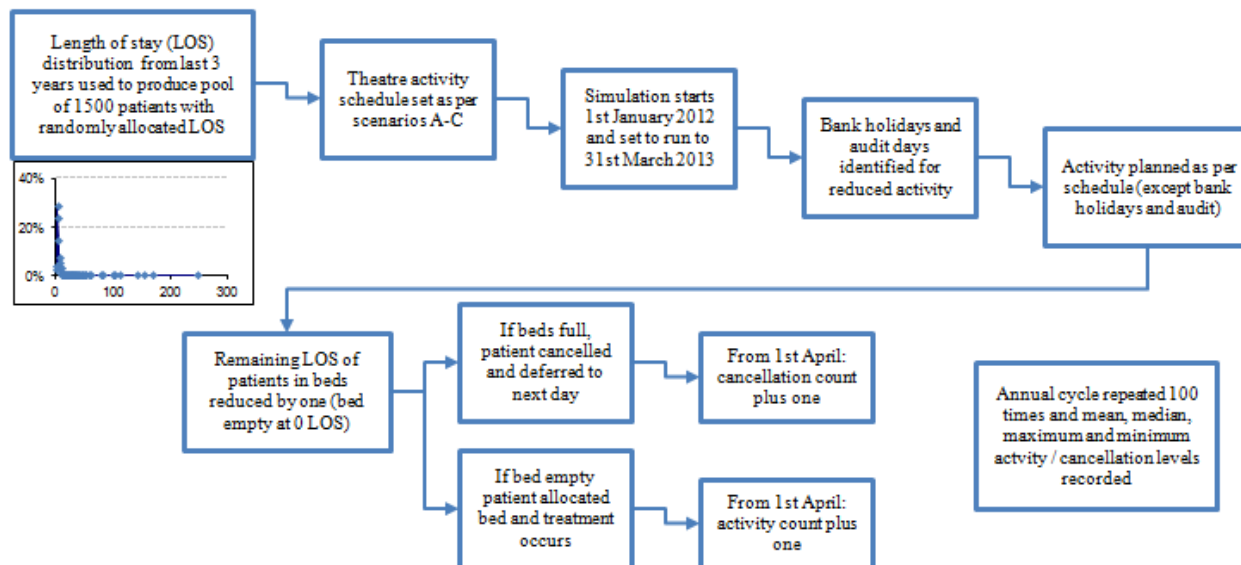 Length of stay (LOS)
distribution from last 3
years used to produce pool
of 1500 patients with
randomly allocated LOS
Theatre activity
schedule set as per
scenarios A-C
Simulation starts
1st January 2012
and set to run to
31st March 2013
Bank holidays and
audit days
identified for
reduced activity
Activity planned as per
schedule (except bank
holidays and audit)
40%
20%
0%
0
100
200
300
Remaining LOS of
patients in beds
reduced by one (bed
empty at 0 LOS)
If beds full,
patient cancelled
and deferred to
next day
From 1st April:
cancellation count
plus one
If bed empty
patient allocated
bed and treatment
occurs
From 1st April:
activity count plus
one
Annual cycle repeated 100
times and mean, median,
maximum and minimum
actvity / cancellation levels
recorded